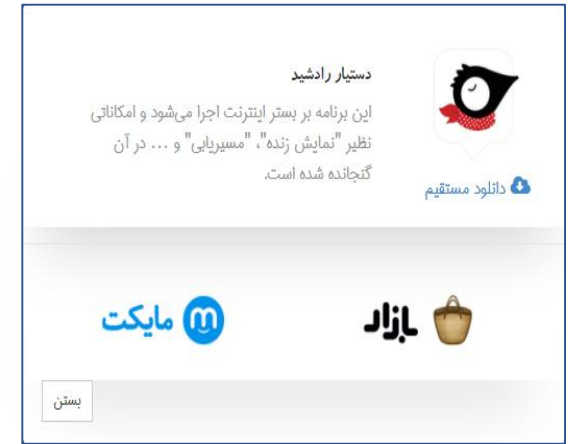 دستیار رادشید
این برنامه بر بستر اینترنت اجرا می‌شود و امکاناتی
نظیر "نمایش زنده"، "مسیریابی" و ... در آن
گنجانده شده است.
دانلود مستقیم
بازار
مایکت
بستن